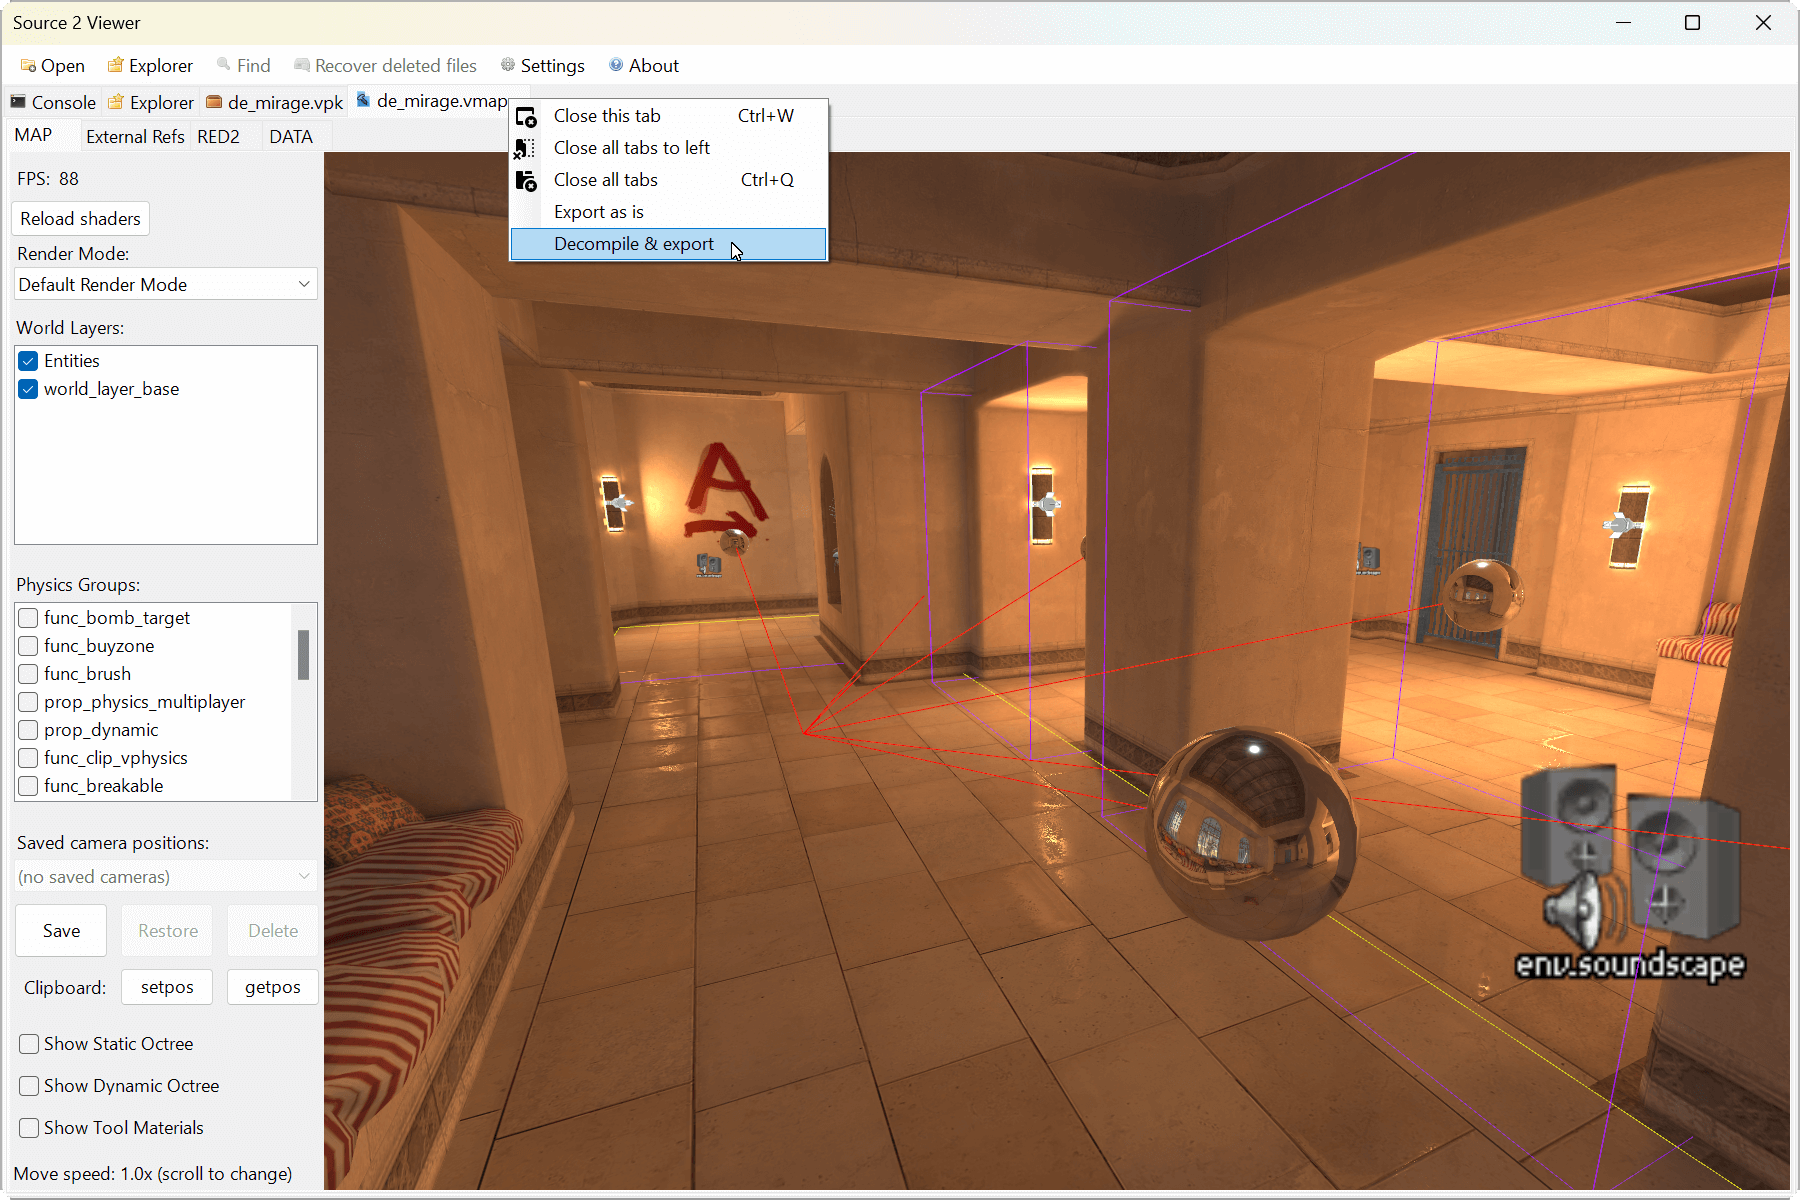 Source 2 Viewer
Open Explorer Find Recover deleted files Settings About
Console Explorer de_mirage.vpk de_mirage.vmap
MAP External Refs RED2 DATA
Close this tab Ctrl+W
Close all tabs to left
Close all tabs Ctrl+Q
Export as is
Decompile & export
FPS: 88
Reload shaders
Render Mode:
Default Render Mode
World Layers:
Entities
world_layer_base
Physics Groups:
func_bomb_target
func_buyzone
func_brush
prop_physics_multiplayer
prop_dynamic
func_clip_vphysics
func_breakable
Saved camera positions:
(no saved cameras)
Save Restore Delete
Clipboard: setpos getpos
Show Static Octree
Show Dynamic Octree
Show Tool Materials
Move speed: 1.0x (scroll to change)
A
env.soundscape